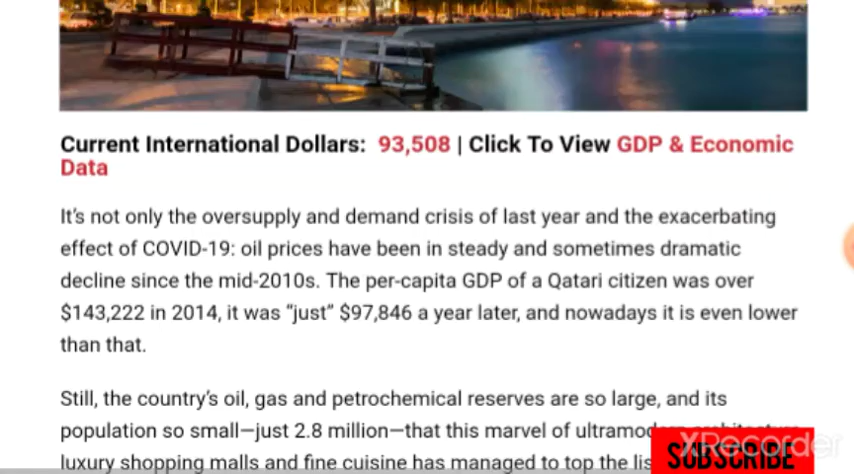 Current International Dollars: 93,508 | Click To View GDP & Economic
Data
It's not only the oversupply and demand crisis of last year and the exacerbating
effect of COVID-19: oil prices have been in steady and sometimes dramatic
decline since the mid-2010s. The per-capita GDP of a Qatari citizen was over
$143,222 in 2014, it was “just” $97,846 a year later, and nowadays it is even lower
than that.
Still, the country's oil, gas and petrochemical reserves are so large, and its
population so small—just 2.8 million—that this marvel of ultramodern architecture,
luxury shopping malls and fine cuisine has managed to top the lis
XRecorder
SUBSCRIBE